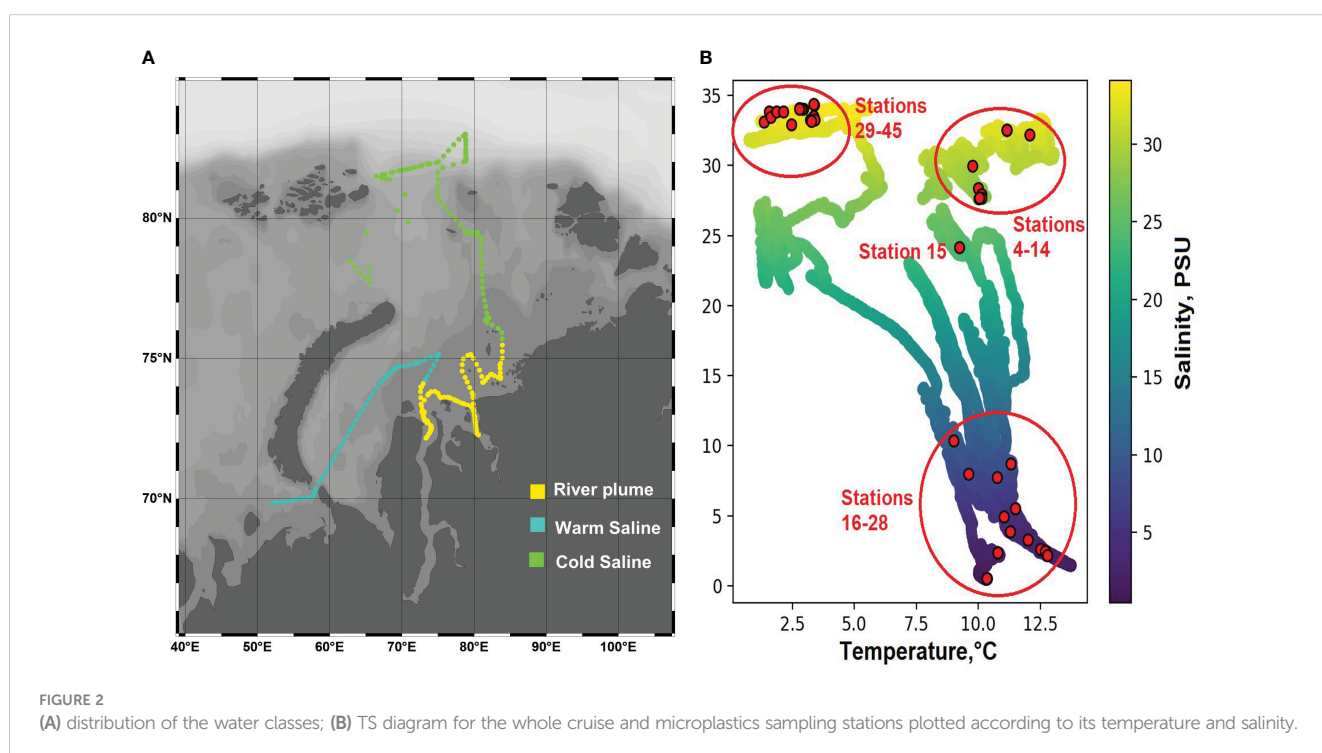 A
B
80°N
75°N
70°N
40°E 50°E 60°E 70°E 80°E 90°E 100°E
River plume
Warm Saline
Cold Saline
35
30
25
20
15
10
5
0
2.5 5.0 7.5 10.0 12.5
Temperature,°C
Stations
29-45
Stations
4-14
Station 15
Stations
16-28
30
25
20
15
10
5
Salinity, PSU
FIGURE 2
(A) distribution of the water classes; (B) TS diagram for the whole cruise and microplastics sampling stations plotted according to its temperature and salinity.